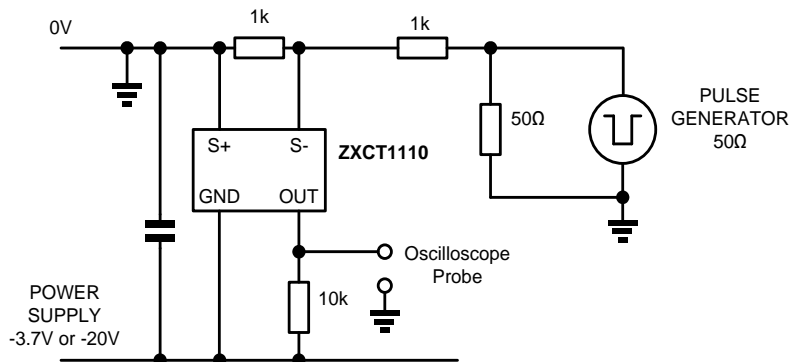 0V
1k
1k
50Ω
PULSE
GENERATOR
50Ω
S+
S-
ZXCT1110
GND
OUT
Oscilloscope
Probe
10k
POWER
SUPPLY
-3.7V or -20V